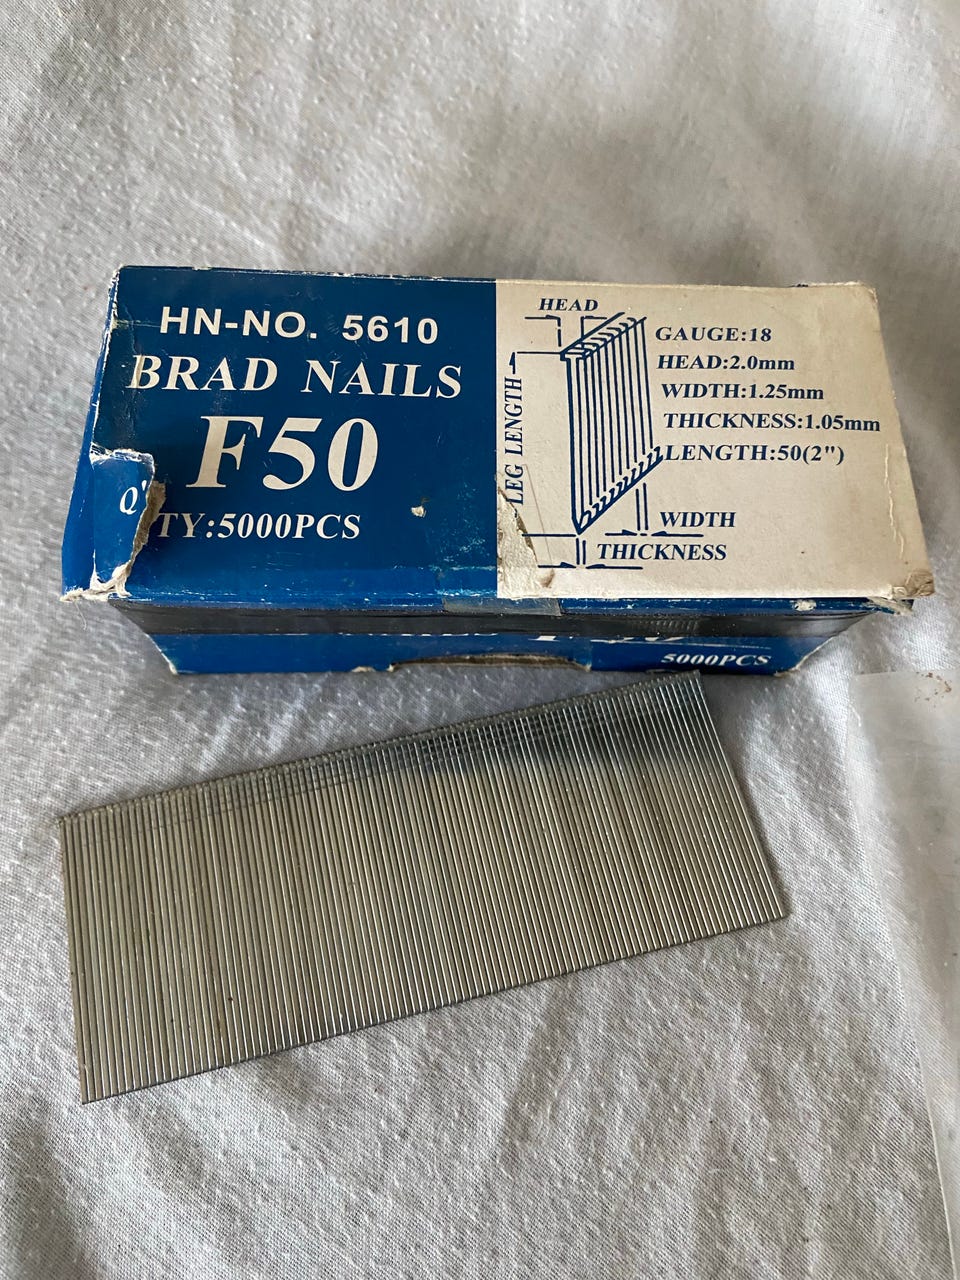 HN-NO. 5610
BRAD NAILS
F50
Q'TY:5000PCS
HEAD
LEG LENGTH
GAUGE:18
HEAD:2.0mm
WIDTH:1.25mm
THICKNESS:1.05mm
LENGTH:50(2")
WIDTH
THICKNESS
5000PCS